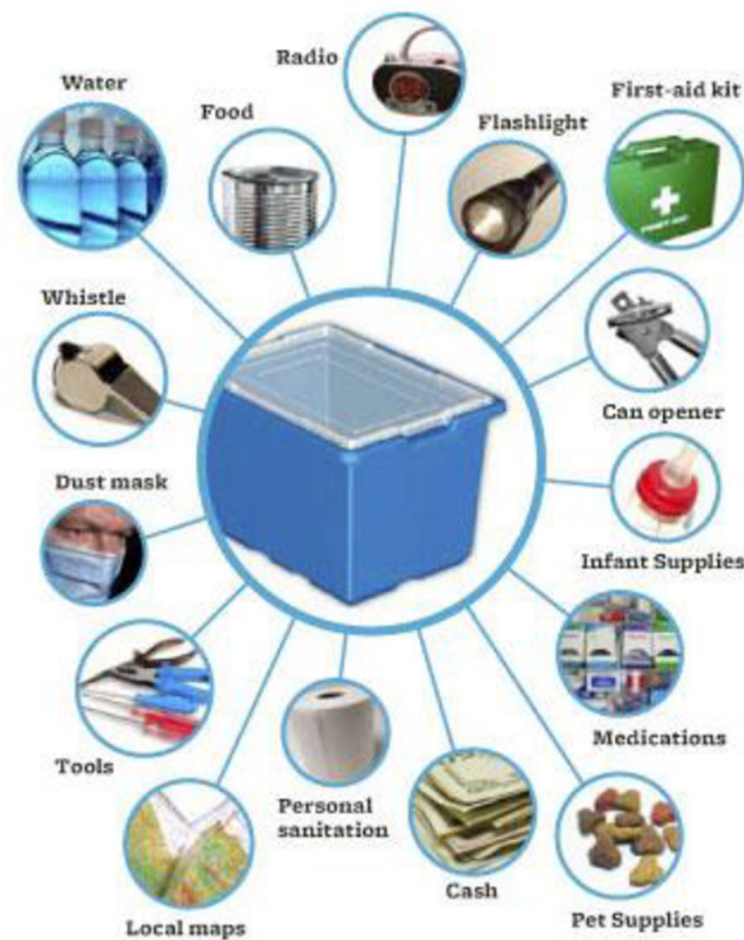 Radio
Water
Food
Flashlight
First-aid kit
Whistle
Can opener
Dust mask
Infant Supplies
Tools
Medications
Personal
sanitation
Cash
Local maps
Pet Supplies